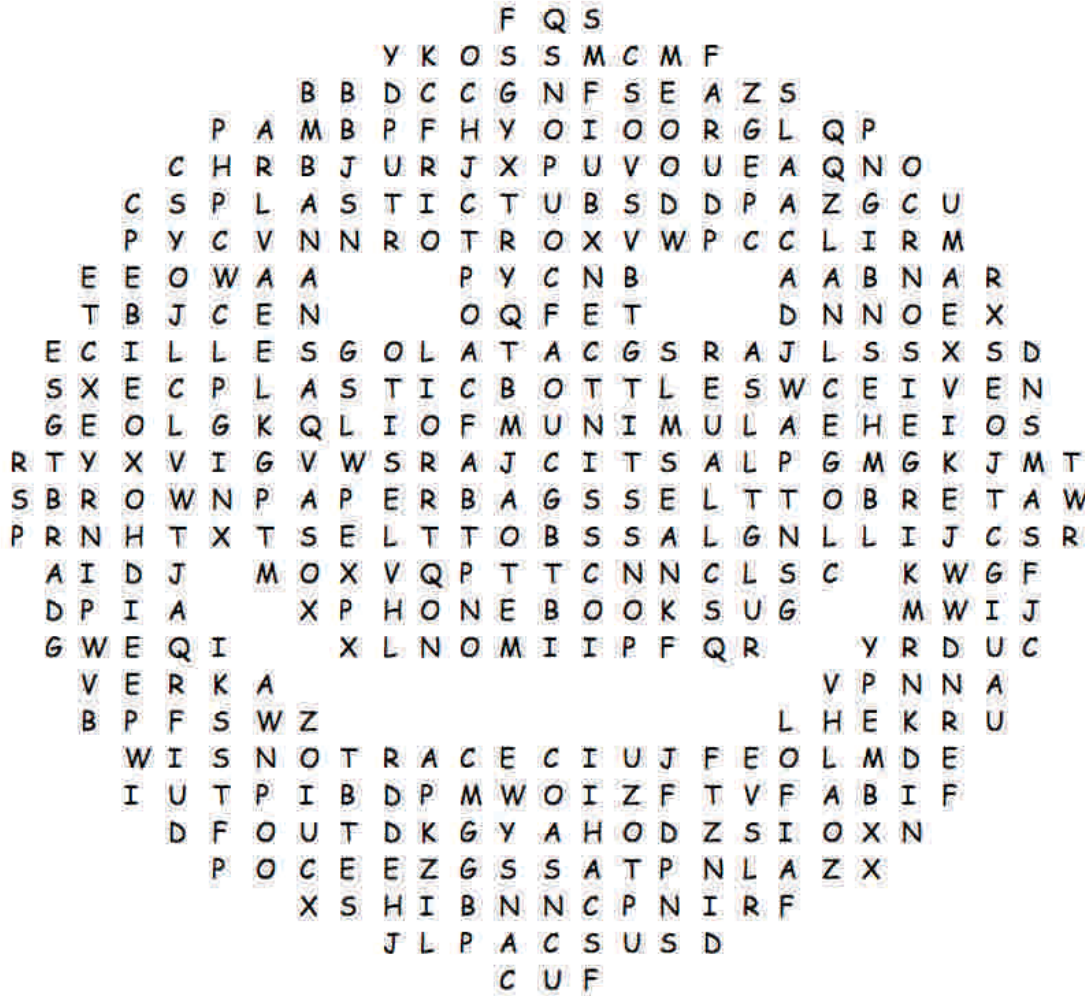 F Q S
Y K O S S M C M F
B B D C C G N F S E A Z S
P A M B P F H Y O I O O R G L Q P
C H R B J U R J X P U V O U E A Q N O
C S P L A S T I C T U B S D D P A Z G C U
P Y C V N N R O T R O X V W P C C L I R M
E E O W A A P Y C N B A A B N A R
T B J C E N O Q F E T D N N O E X
E C I L L E S G O L A T A C G S R A J L S S X S D
S X E C P L A S T I C B O T T L E S W C E I V E N
G E O L G K Q L I O F M U N I M U L A E H E I O S
R T Y X V I G V W S R A J C I T S A L P G M G K J M T
S B R O W N P A P E R B A G S S E L T T O B R E T A W
P R N H T X T S E L T T O B S S A L G N L L I J C S R
A I D J M O X V Q P T T C N N C L S C K W G F
D P I A X P H O N E B O O K S U G M W I J
G W E Q I X L N O M I I P F Q R Y R D U C
V E R K A V P N N A
B P F S W Z L H E K R U
W I S N O T R A C E C I U J F E O L M D E
I U T P I B D P M W O I Z F T V F A B I F
D F O U T D K G Y A H O D Z S I O X N
P O C E E Z G S S A T P N L A Z X
X S H I B N N C P N I R F
J L P A C S U S D
C U F